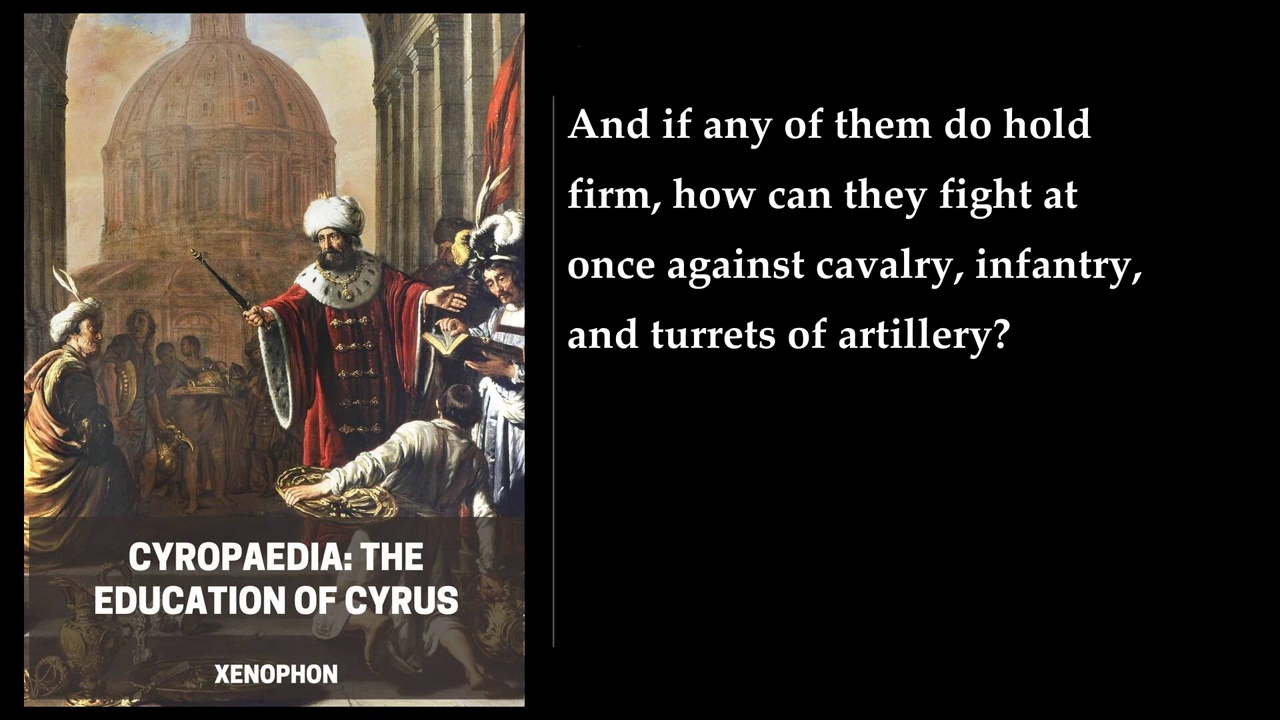 CYROPAEDIA: THE
EDUCATION OF CYRUS
XENOPHON
And if any of them do hold
firm, how can they fight at
once against cavalry, infantry,
and turrets of artillery?